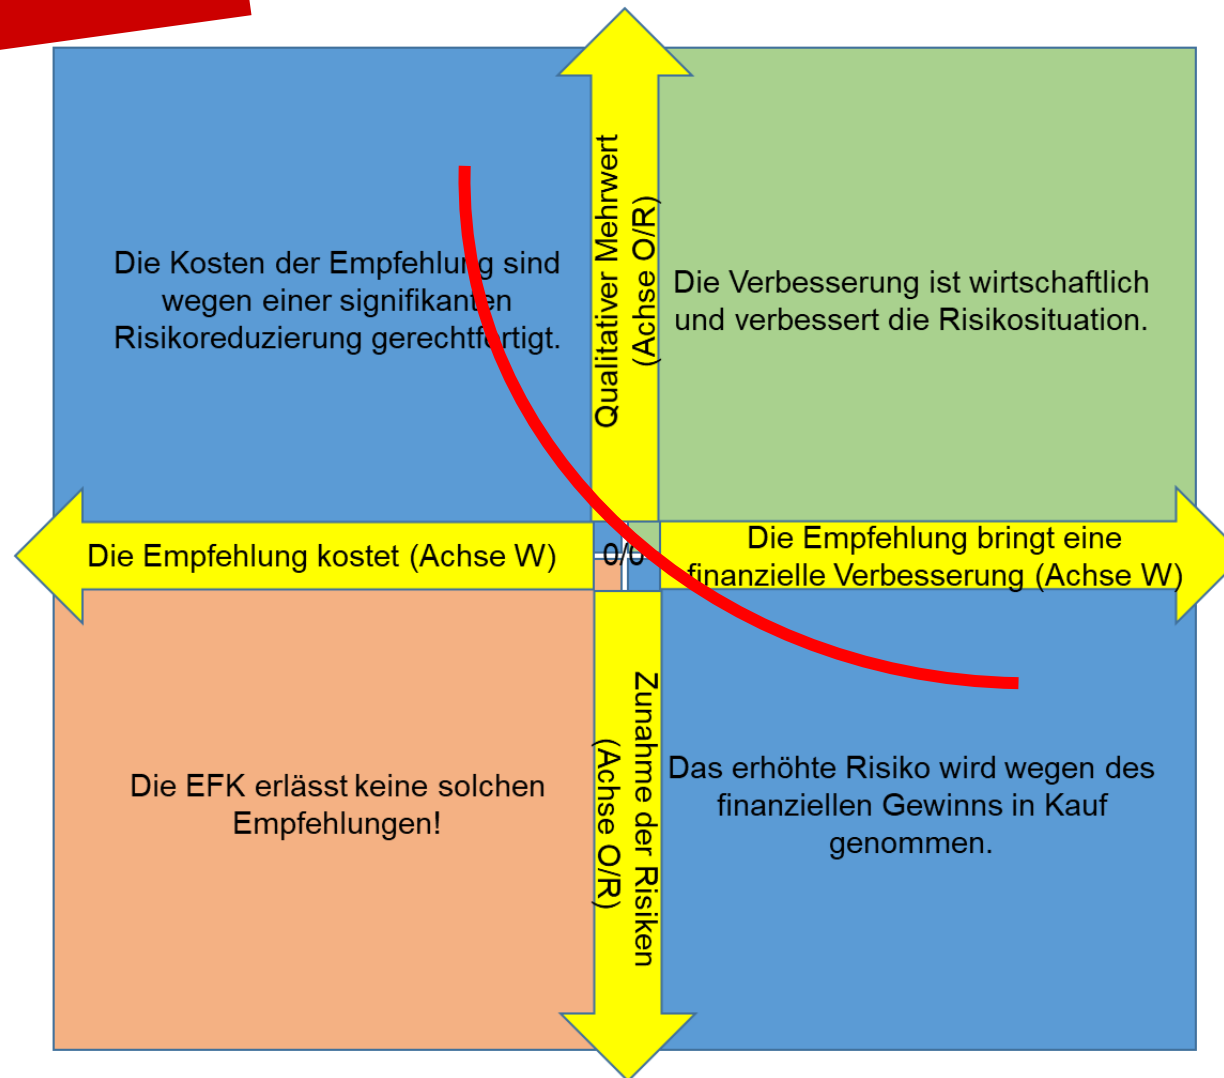 Qualitativer Mehrwert
(Achse O/R)
Die Kosten der Empfehlung sind
wegen einer signifikanten
Risikoreduzierung gerechtfertigt.
Die Verbesserung ist wirtschaftlich
und verbessert die Risikosituation.
Die Empfehlung kostet (Achse W)
0/0
Die Empfehlung bringt eine
finanzielle Verbesserung (Achse W)
Die EFK erlässt keine solchen
Empfehlungen!
Zunahme der Risiken
(Achse O/R)
Das erhöhte Risiko wird wegen des
finanziellen Gewinns in Kauf
genommen.